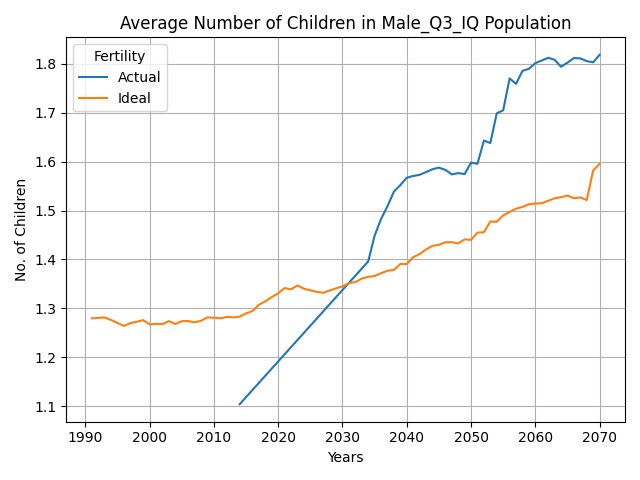 Average Number of Children in Male_Q3_IQ Population
Fertility
Actual
Ideal
No. of Children
1.8
1.7
1.6
1.5
1.4
1.3
1.2
1.1
1990 2000 2010 2020 2030 2040 2050 2060 2070
Years